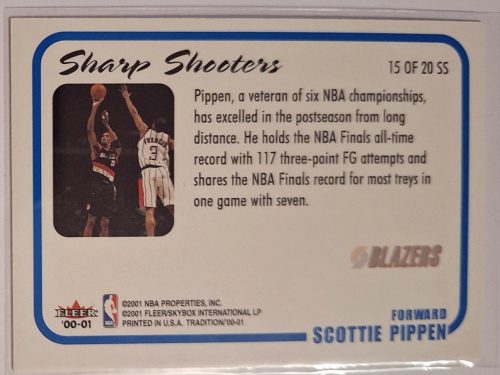 Sharp Shooters
15 OF 20 SS
Pippen, a veteran of six NBA championships,
has excelled in the postseason from long
distance. He holds the NBA Finals all-time
record with 117 three-point FG attempts and
shares the NBA Finals record for most treys in
one game with seven.
FRANCIS
3
BLAZERS
FLEER
'00-01
NBA
©2001 NBA PROPERTIES, INC.
©2001 FLEER/SKYBOX INTERNATIONAL LP
PRINTED IN U.S.A. TRADITION/'00-01
FORWARD
SCOTTIE PIPPEN